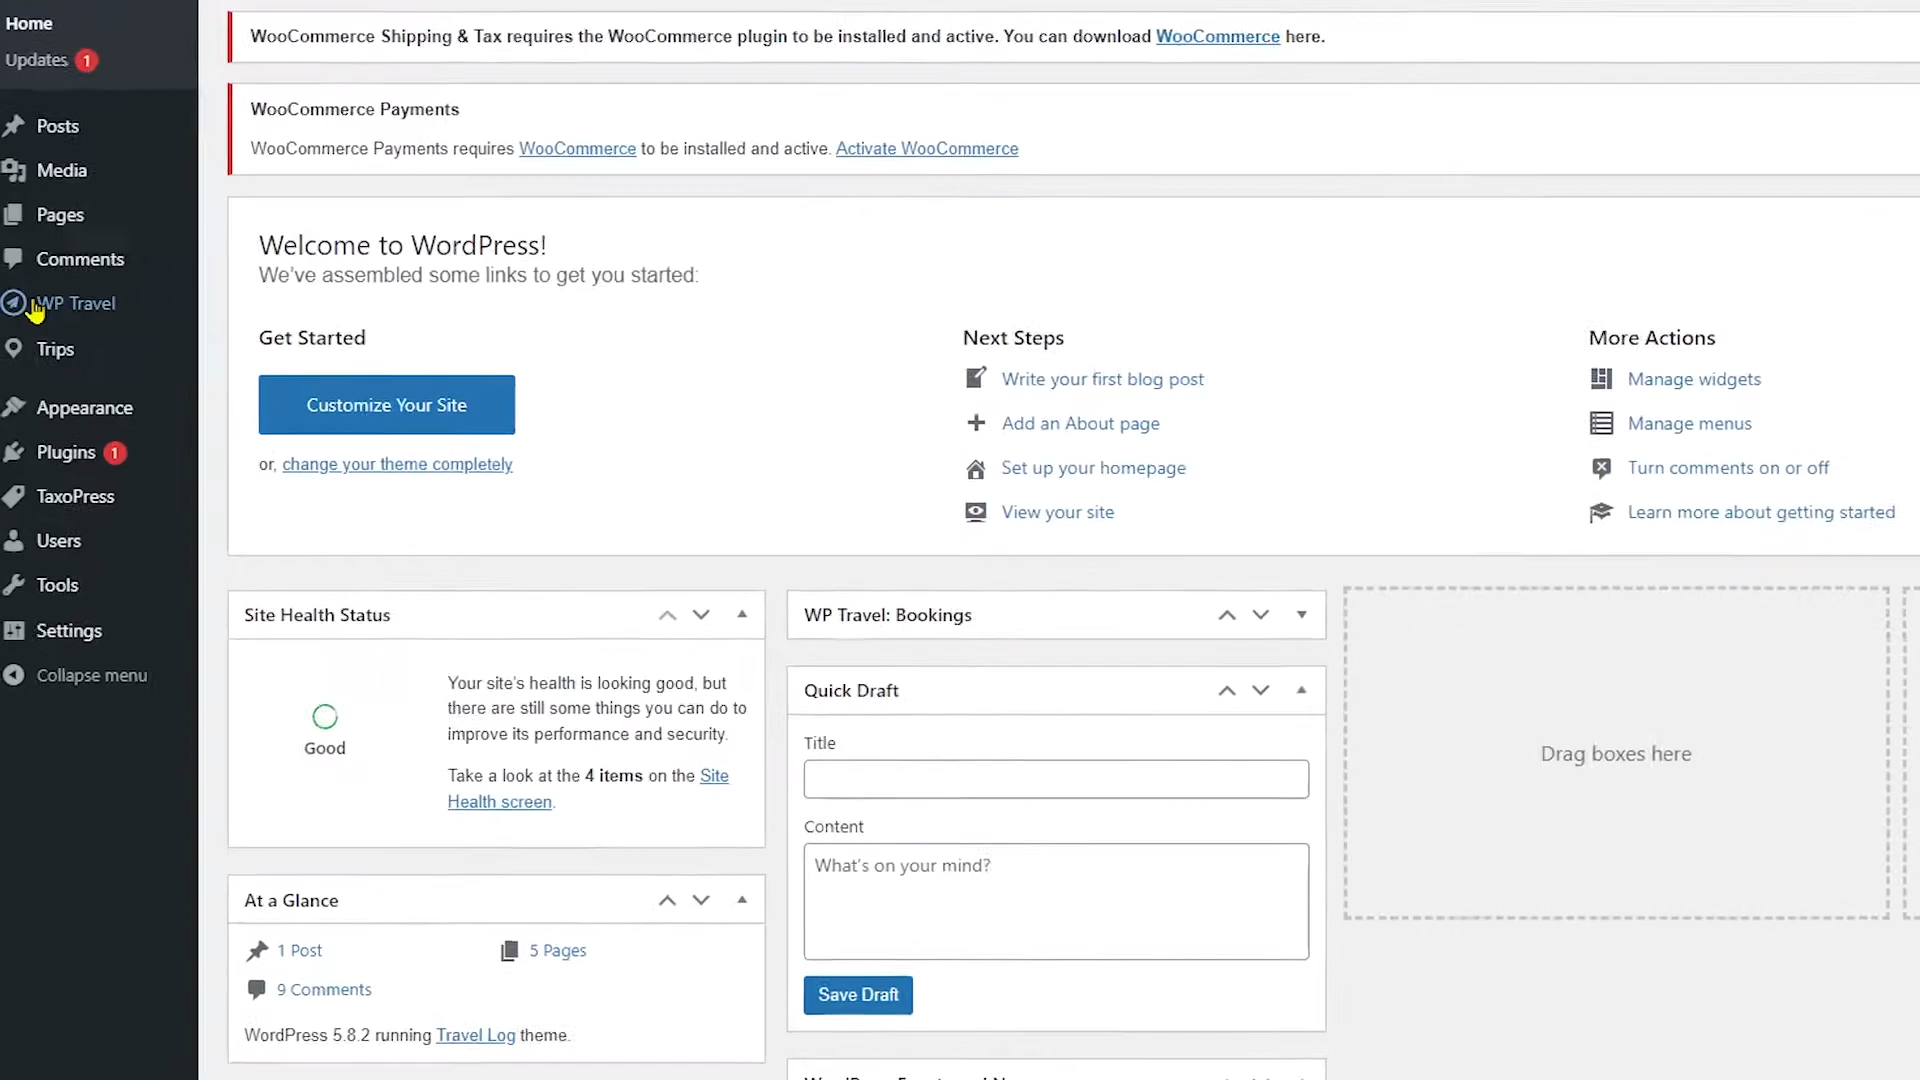 Home
Updates 1
Posts
Media
Pages
Comments
WP Travel
Trips
Appearance
Plugins 1
TaxoPress
Users
Tools
Settings
Collapse menu
WooCommerce Shipping & Tax requires the WooCommerce plugin to be installed and active. You can download WooCommerce here.
WooCommerce Payments
WooCommerce Payments requires WooCommerce to be installed and active. Activate WooCommerce
Welcome to WordPress!
We've assembled some links to get you started:
Get Started
Customize Your Site
or, change your theme completely
Next Steps
Write your first blog post
Add an About page
Set up your homepage
View your site
More Actions
Manage widgets
Manage menus
Turn comments on or off
Learn more about getting started
Site Health Status
Good
Your site's health is looking good, but
there are still some things you can do to
improve its performance and security.
Take a look at the 4 items on the Site
Health screen.
At a Glance
1 Post
5 Pages
9 Comments
WordPress 5.8.2 running Travel Log theme.
WP Travel: Bookings
Quick Draft
Title
Content
What's on your mind?
Save Draft
Drag boxes here